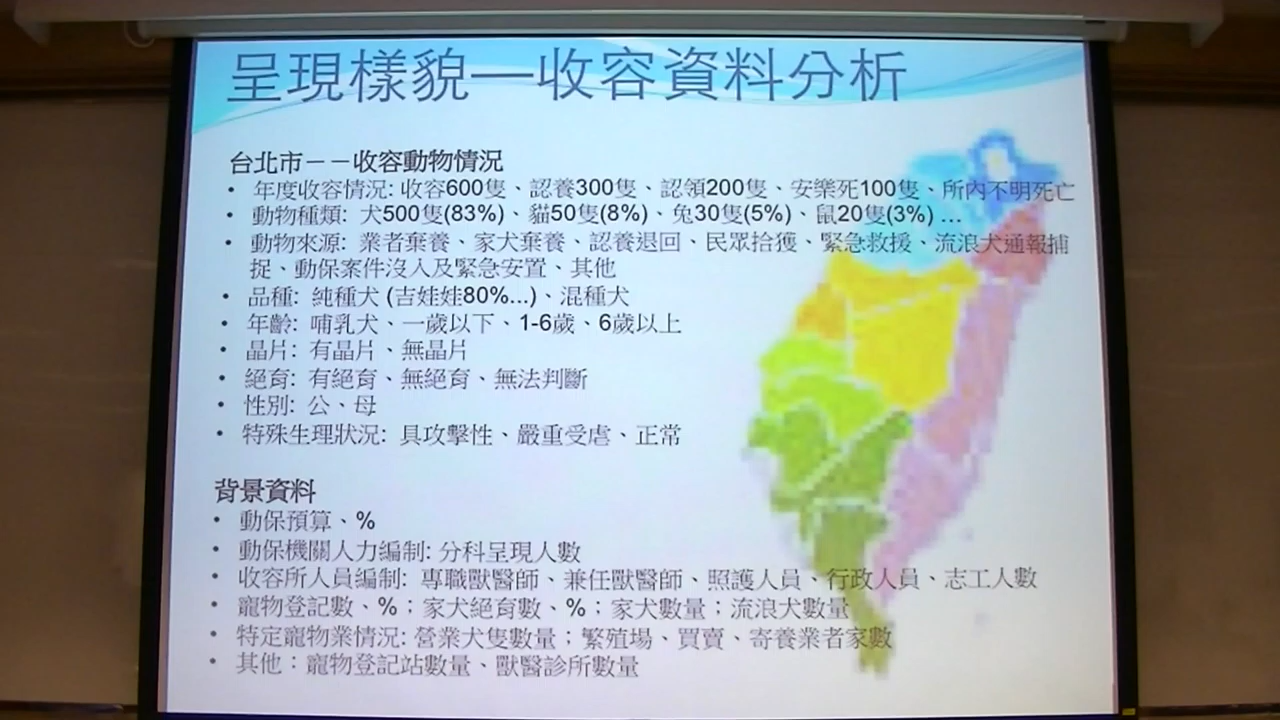 呈現樣貌—收容資料分析
台北市－－收容動物情況
• 年度收容情況: 收容600隻、認養300隻、認領200隻、安樂死100隻、所內不明死亡
• 動物種類: 犬500隻(83%)、貓50隻(8%)、兔30隻(5%)、鼠20隻(3%) ...
• 動物來源: 業者棄養、家犬棄養、認養退回、民眾拾獲、緊急救援、流浪犬通報捕
捉、動保案件沒入及緊急安置、其他
• 品種: 純種犬 (吉娃娃80%...)、混種犬
• 年齡: 哺乳犬、一歲以下、1-6歲、6歲以上
• 晶片: 有晶片、無晶片
• 絕育: 有絕育、無絕育、無法判斷
• 性別: 公、母
• 特殊生理狀況: 具攻擊性、嚴重受虐、正常
背景資料
• 動保預算、%
• 動保機關人力編制: 分科呈現人數
• 收容所人員編制: 專職獸醫師、兼任獸醫師、照護人員、行政人員、志工人數
• 寵物登記數、%；家犬絕育數、%；家犬數量；流浪犬數量
• 特定寵物業情況: 營業犬隻數量；繁殖場、買賣、寄養業者家數
• 其他：寵物登記站數量、獸醫診所數量